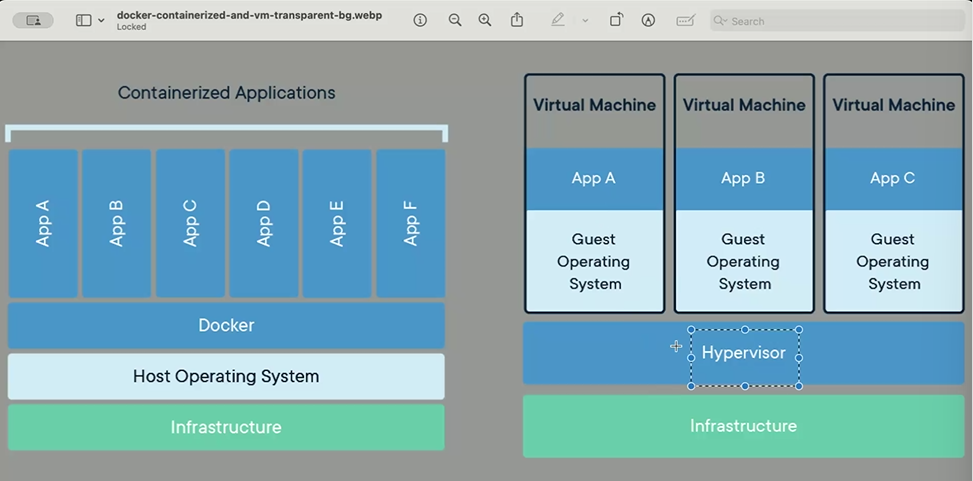 docker-containerized-and-vm-transparent-bg.webp
Locked
Search
Containerized Applications
App A
App B
App C
App D
App E
App F
Docker
Host Operating System
Infrastructure
Virtual Machine
App A
Guest
Operating
System
Virtual Machine
App B
Guest
Operating
System
Virtual Machine
App C
Guest
Operating
System
Hypervisor
Infrastructure